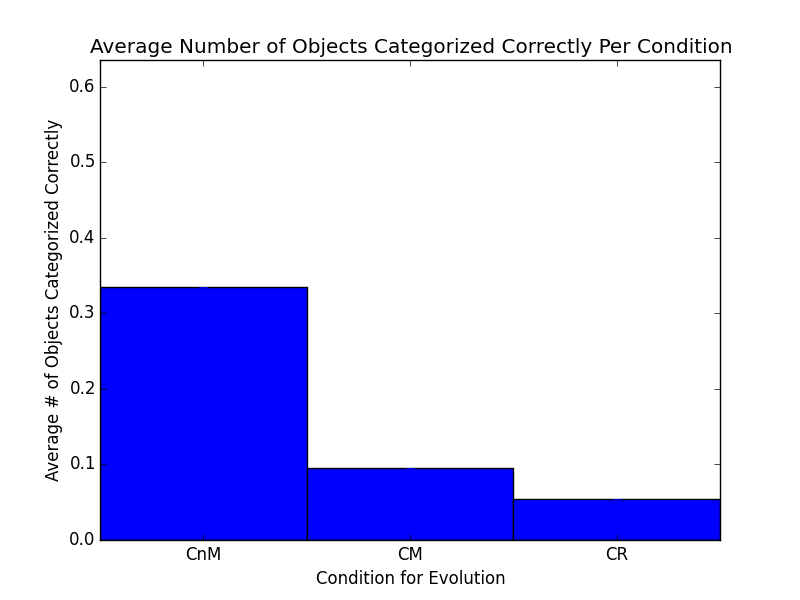 Average Number of Objects Categorized Correctly Per Condition
Average # of Objects Categorized Correctly
0.6
0.5
0.4
0.3
0.2
0.1
0.0
CnM CM CR
Condition for Evolution